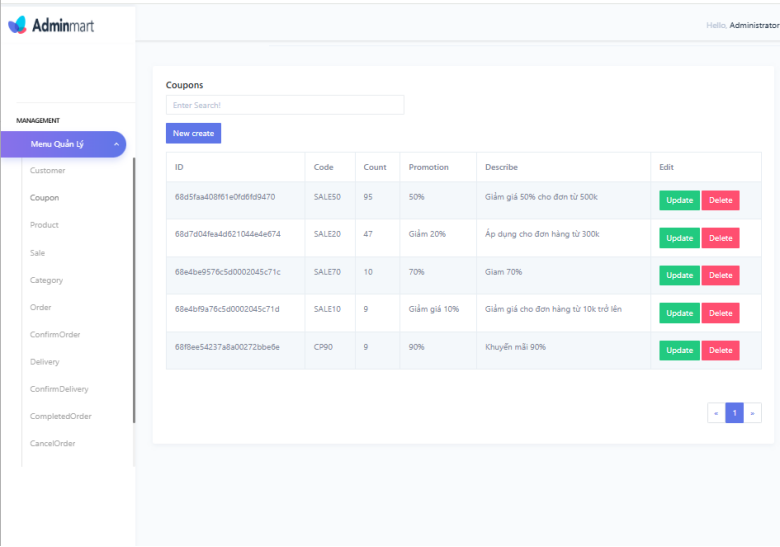 Adminmart
Hello, Administrator
MANAGEMENT
Menu Quản Lý
Customer
Coupon
Product
Sale
Category
Order
ConfirmOrder
Delivery
ConfirmDelivery
CompletedOrder
CancelOrder
Coupons
Enter Search!
New create
ID Code Count Promotion Describe Edit
68d5faa408f61e0fd6fd9470 SALE50 95 50% Giảm giá 50% cho đơn từ 500k Update Delete
68d7d04fea4d621044e4e674 SALE20 47 Giảm 20% Áp dụng cho đơn hàng từ 300k Update Delete
68e4be9576c5d0002045c71c SALE70 10 70% Giam 70% Update Delete
68e4bf9a76c5d0002045c71d SALE10 9 Giảm giá 10% Giảm giá cho đơn hàng từ 10k trở lên Update Delete
68f8ee54237a8a00272bbe6e CP90 9 90% Khuyến mãi 90% Update Delete
« 1 »